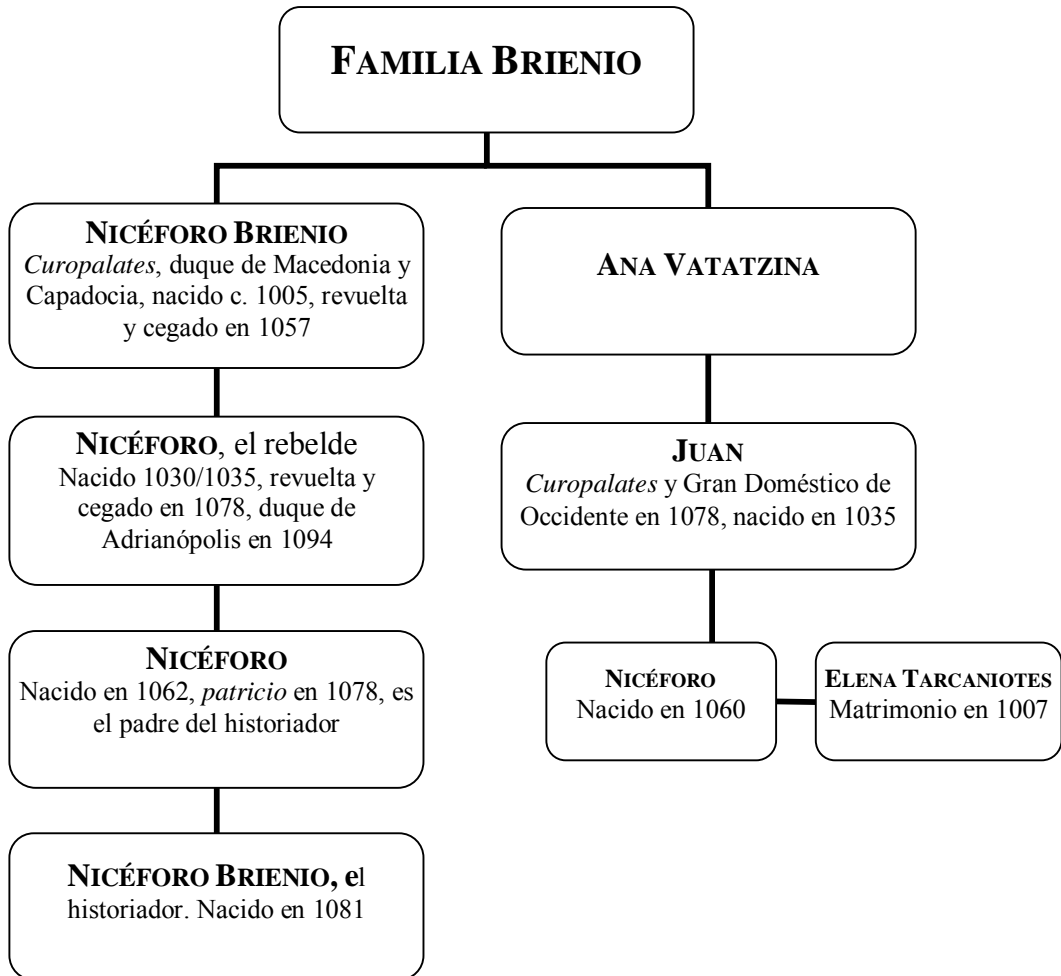 FAMILIA BRIENIO
NICÉFORO BRIENIO
Curopalates, duque de Macedonia y
Capadocia, nacido c. 1005, revuelta
y cegado en 1057
ANA VATATZINA
NICÉFORO, el rebelde
Nacido 1030/1035, revuelta y
cegado en 1078, duque de
Adrianópolis en 1094
JUAN
Curopalates y Gran Doméstico de
Occidente en 1078, nacido en 1035
NICÉFORO
Nacido en 1062, patricio en 1078, es
el padre del historiador
NICÉFORO
Nacido en 1060
ELENA TARCANIOTES
Matrimonio en 1007
NICÉFORO BRIENIO, el
historiador. Nacido en 1081